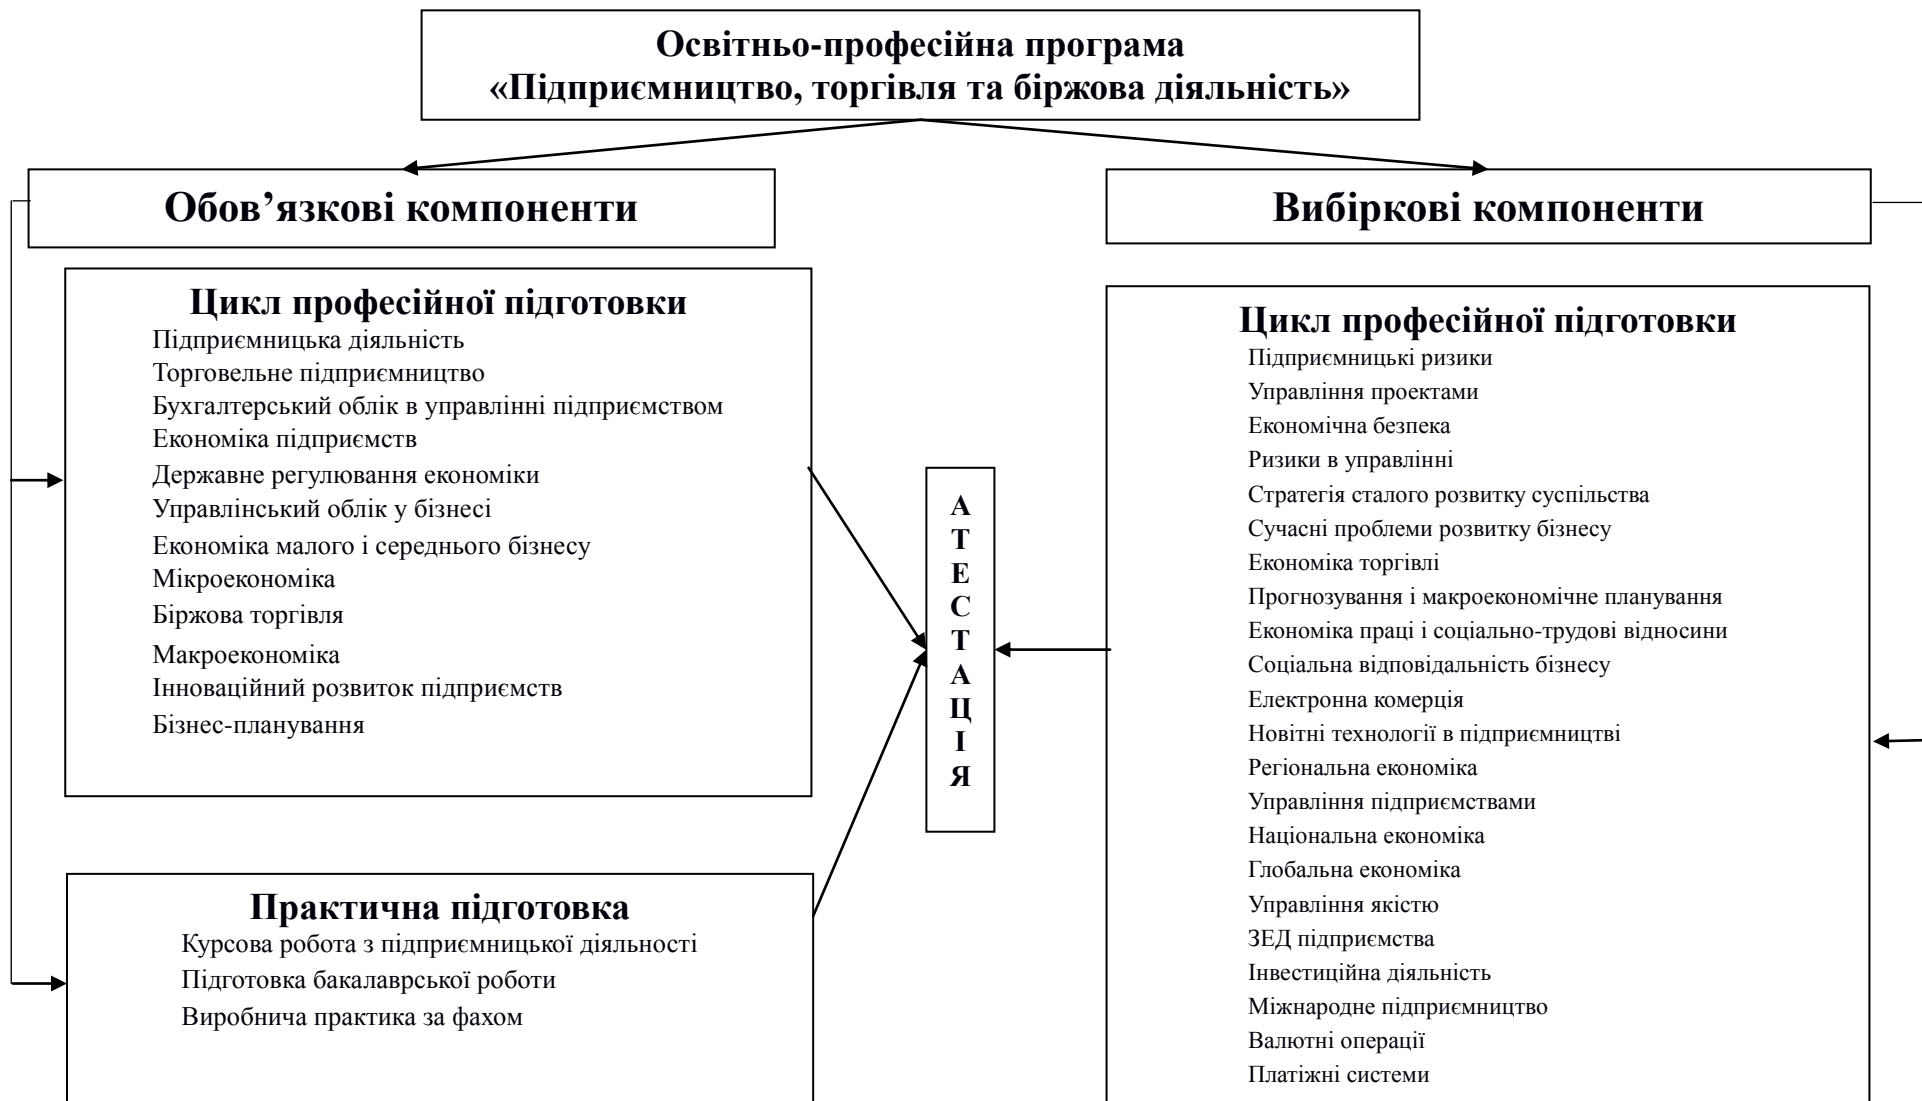 Освітньо-професійна програма
«Підприємництво, торгівля та біржова діяльність»
Обов’язкові компоненти
Цикл професійної підготовки
Підприємницька діяльність
Торговельне підприємництво
Бухгалтерський облік в управлінні підприємством
Економіка підприємств
Державне регулювання економіки
Управлінський облік у бізнесі
Економіка малого і середнього бізнесу
Мікроекономіка
Біржова торгівля
Макроекономіка
Інноваційний розвиток підприємств
Бізнес-планування
Практична підготовка
Курсова робота з підприємницької діяльності
Підготовка бакалаврської роботи
Виробнича практика за фахом
А
Т
Е
С
Т
А
Ц
І
Я
Вибіркові компоненти
Цикл професійної підготовки
Підприємницькі ризики
Управління проектами
Економічна безпека
Ризики в управлінні
Стратегія сталого розвитку суспільства
Сучасні проблеми розвитку бізнесу
Економіка торгівлі
Прогнозування і макроекономічне планування
Економіка праці і соціально-трудові відносини
Соціальна відповідальність бізнесу
Електронна комерція
Новітні технології в підприємництві
Регіональна економіка
Управління підприємствами
Національна економіка
Глобальна економіка
Управління якістю
ЗЕД підприємства
Інвестиційна діяльність
Міжнародне підприємництво
Валютні операції
Платіжні системи